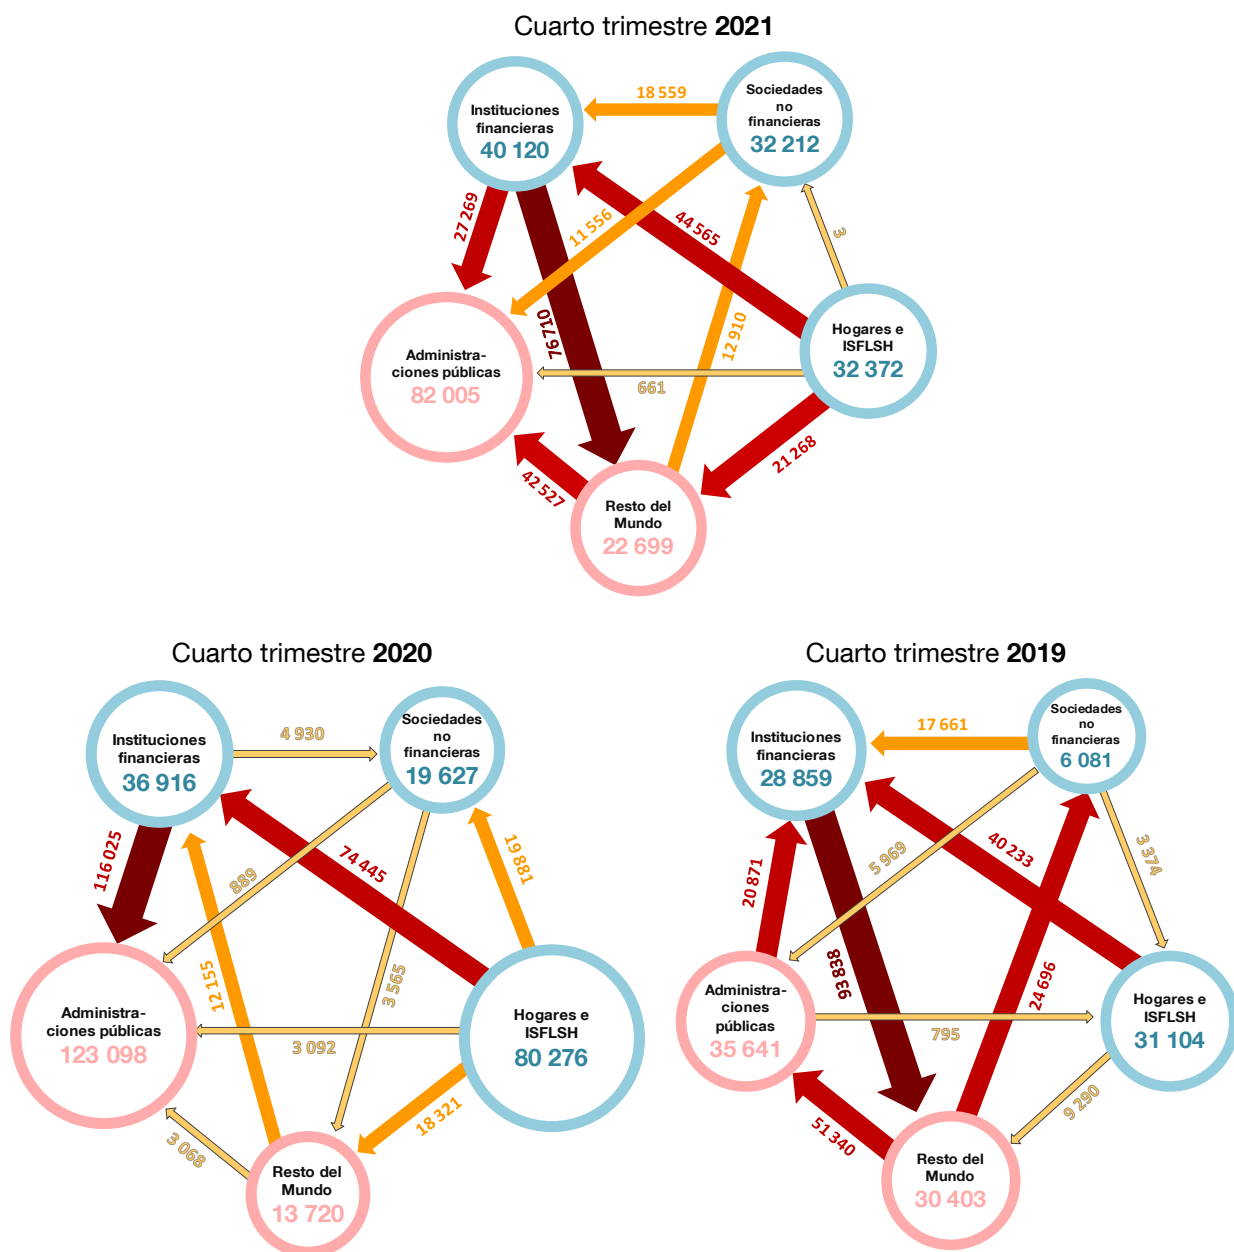 Cuarto trimestre 2021
Instituciones
financieras
40 120
Sociedades
no
financieras
32 212
18 559
27 269
11 556
44 565
3
76 710
12 910
Administra-
ciones públicas
82 005
661
Hogares e
ISFLSH
32 372
42 527
21 268
Resto del
Mundo
22 699
Cuarto trimestre 2020
Instituciones
financieras
36 916
4 930
Sociedades
no
financieras
19 627
116 025
889
74 445
19 881
12 155
3 565
Administra-
ciones públicas
123 098
3 092
Hogares e
ISFLSH
80 276
3 068
18 321
Resto del
Mundo
13 720
Cuarto trimestre 2019
Instituciones
financieras
28 859
17 661
Sociedades
no
financieras
6 081
20 871
5 969
40 233
3 374
93 838
24 696
Administra-
ciones
públicas
35 641
795
Hogares e
ISFLSH
31 104
51 340
9 290
Resto del
Mundo
30 403